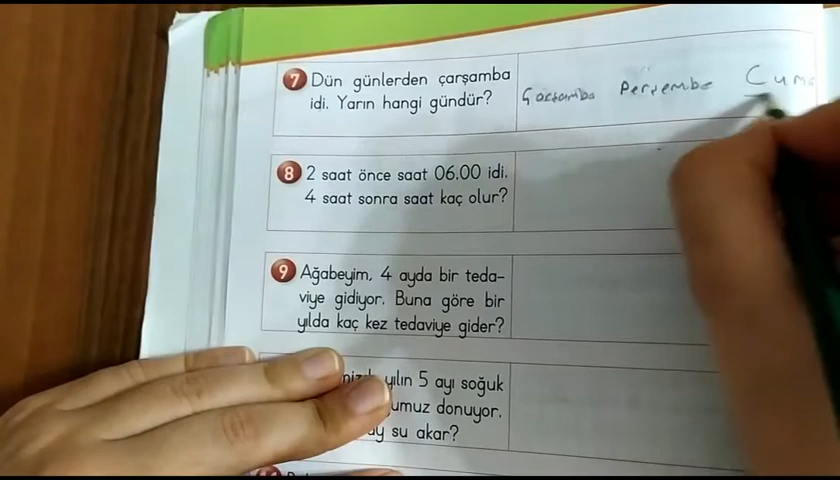 7 Dün günlerden çarşamba
idi. Yarın hangi gündür?
Çarşamba Perşembe Cuma
8 2 saat önce saat 06.00 idi.
4 saat sonra saat kaç olur?
9 Ağabeyim, 4 ayda bir teda-
viye gidiyor. Buna göre bir
yılda kaç kez tedaviye gider?
yılın 5 ayı soğuk
donuyor.
su akar?